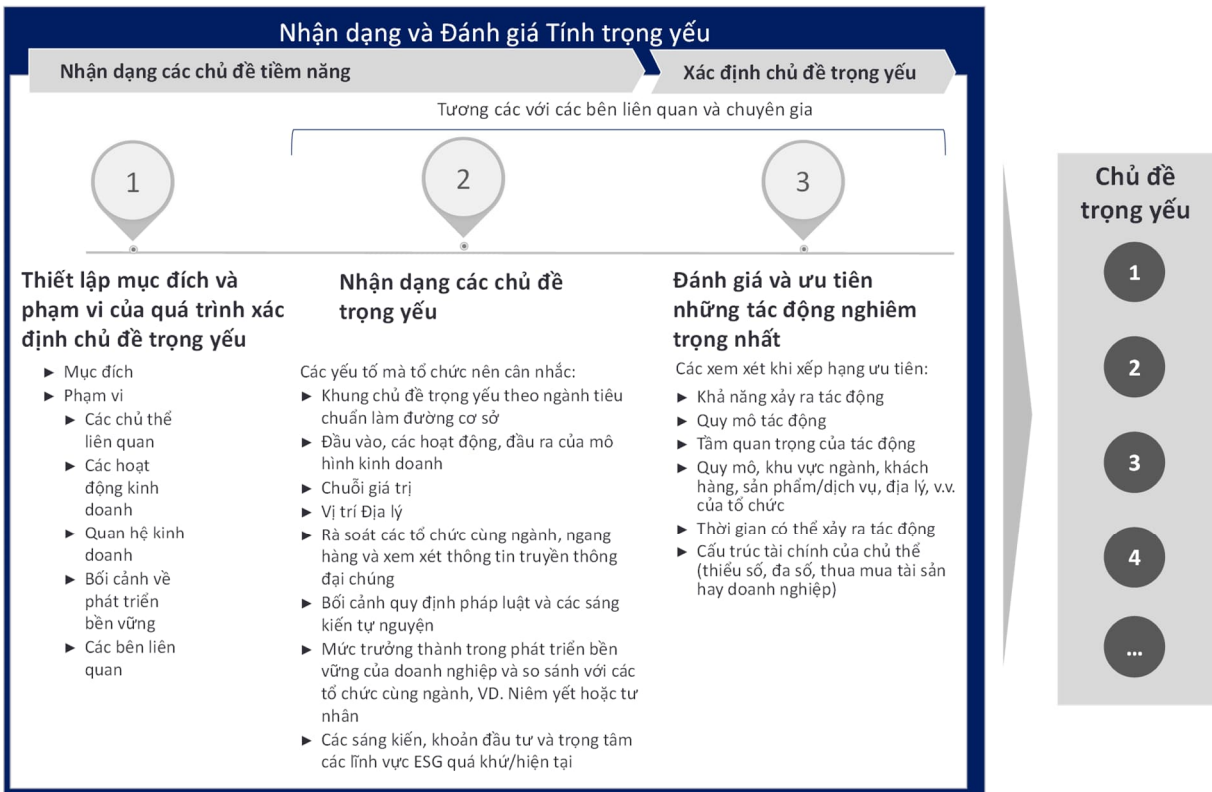 Nhận dạng và Đánh giá Tính trọng yếu
Nhận dạng các chủ đề tiềm năng
Xác định chủ đề trọng yếu
Tương các với các bên liên quan và chuyên gia
1
2
3
Thiết lập mục đích và
phạm vi của quá trình xác
định chủ đề trọng yếu
► Mục đích
► Phạm vi
► Các chủ thể
liên quan
► Các hoạt
động kinh
doanh
► Quan hệ kinh
doanh
► Bối cảnh về
phát triển
bền vững
► Các bên liên
quan
Nhận dạng các chủ đề
trọng yếu
Các yếu tố mà tổ chức nên cân nhắc:
► Khung chủ đề trọng yếu theo ngành tiêu
chuẩn làm đường cơ sở
► Đầu vào, các hoạt động, đầu ra của mô
hình kinh doanh
► Chuỗi giá trị
► Vị trí Địa lý
► Rà soát các tổ chức cùng ngành, ngang
hàng và xem xét thông tin truyền thông
đại chúng
► Bối cảnh quy định pháp luật và các sáng
kiến tự nguyện
► Mức trưởng thành trong phát triển bền
vững của doanh nghiệp và so sánh với các
tổ chức cùng ngành, VD. Niêm yết hoặc tư
nhân
► Các sáng kiến, khoản đầu tư và trọng tâm
các lĩnh vực ESG quá khứ/hiện tại
Đánh giá và ưu tiên
những tác động nghiêm
trọng nhất
Các xem xét khi xếp hạng ưu tiên:
► Khả năng xảy ra tác động
► Quy mô tác động
► Tầm quan trọng của tác động
► Quy mô, khu vực ngành, khách
hàng, sản phẩm/dịch vụ, địa lý, v.v.
của tổ chức
► Thời gian có thể xảy ra tác động
► Cấu trúc tài chính của chủ thể
(thiểu số, đa số, thua mua tài sản
hay doanh nghiệp)
Chủ đề
trọng yếu
1
2
3
4
...